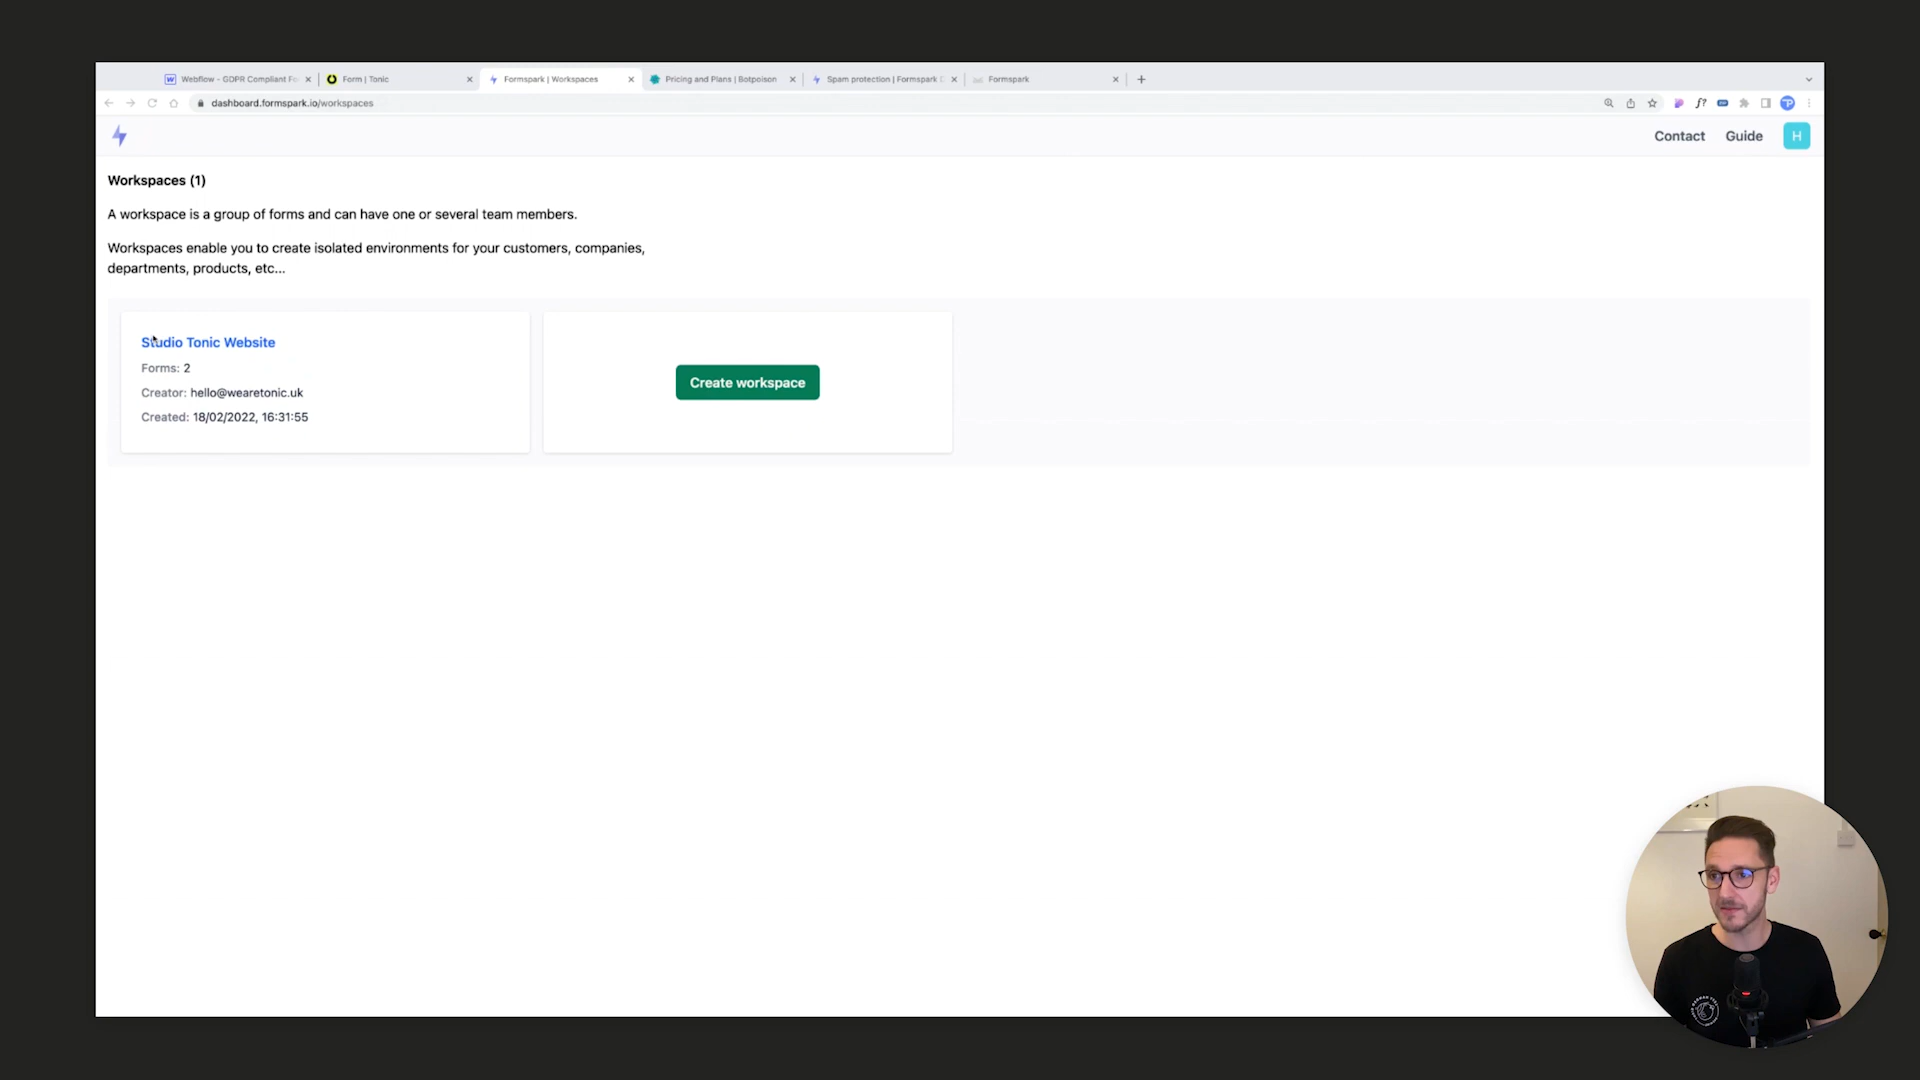 Webflow - GDPR Compliant Fo
Form | Tonic
Formspark | Workspaces
Pricing and Plans | Botpoison
Spam protection | Formspark D
Formspark
dashboard.formspark.io/workspaces
Contact
Guide
H
Workspaces (1)
A workspace is a group of forms and can have one or several team members.
Workspaces enable you to create isolated environments for your customers, companies,
departments, products, etc...
Studio Tonic Website
Forms: 2
Creator: hello@wearetonic.uk
Created: 18/02/2022, 16:31:55
Create workspace